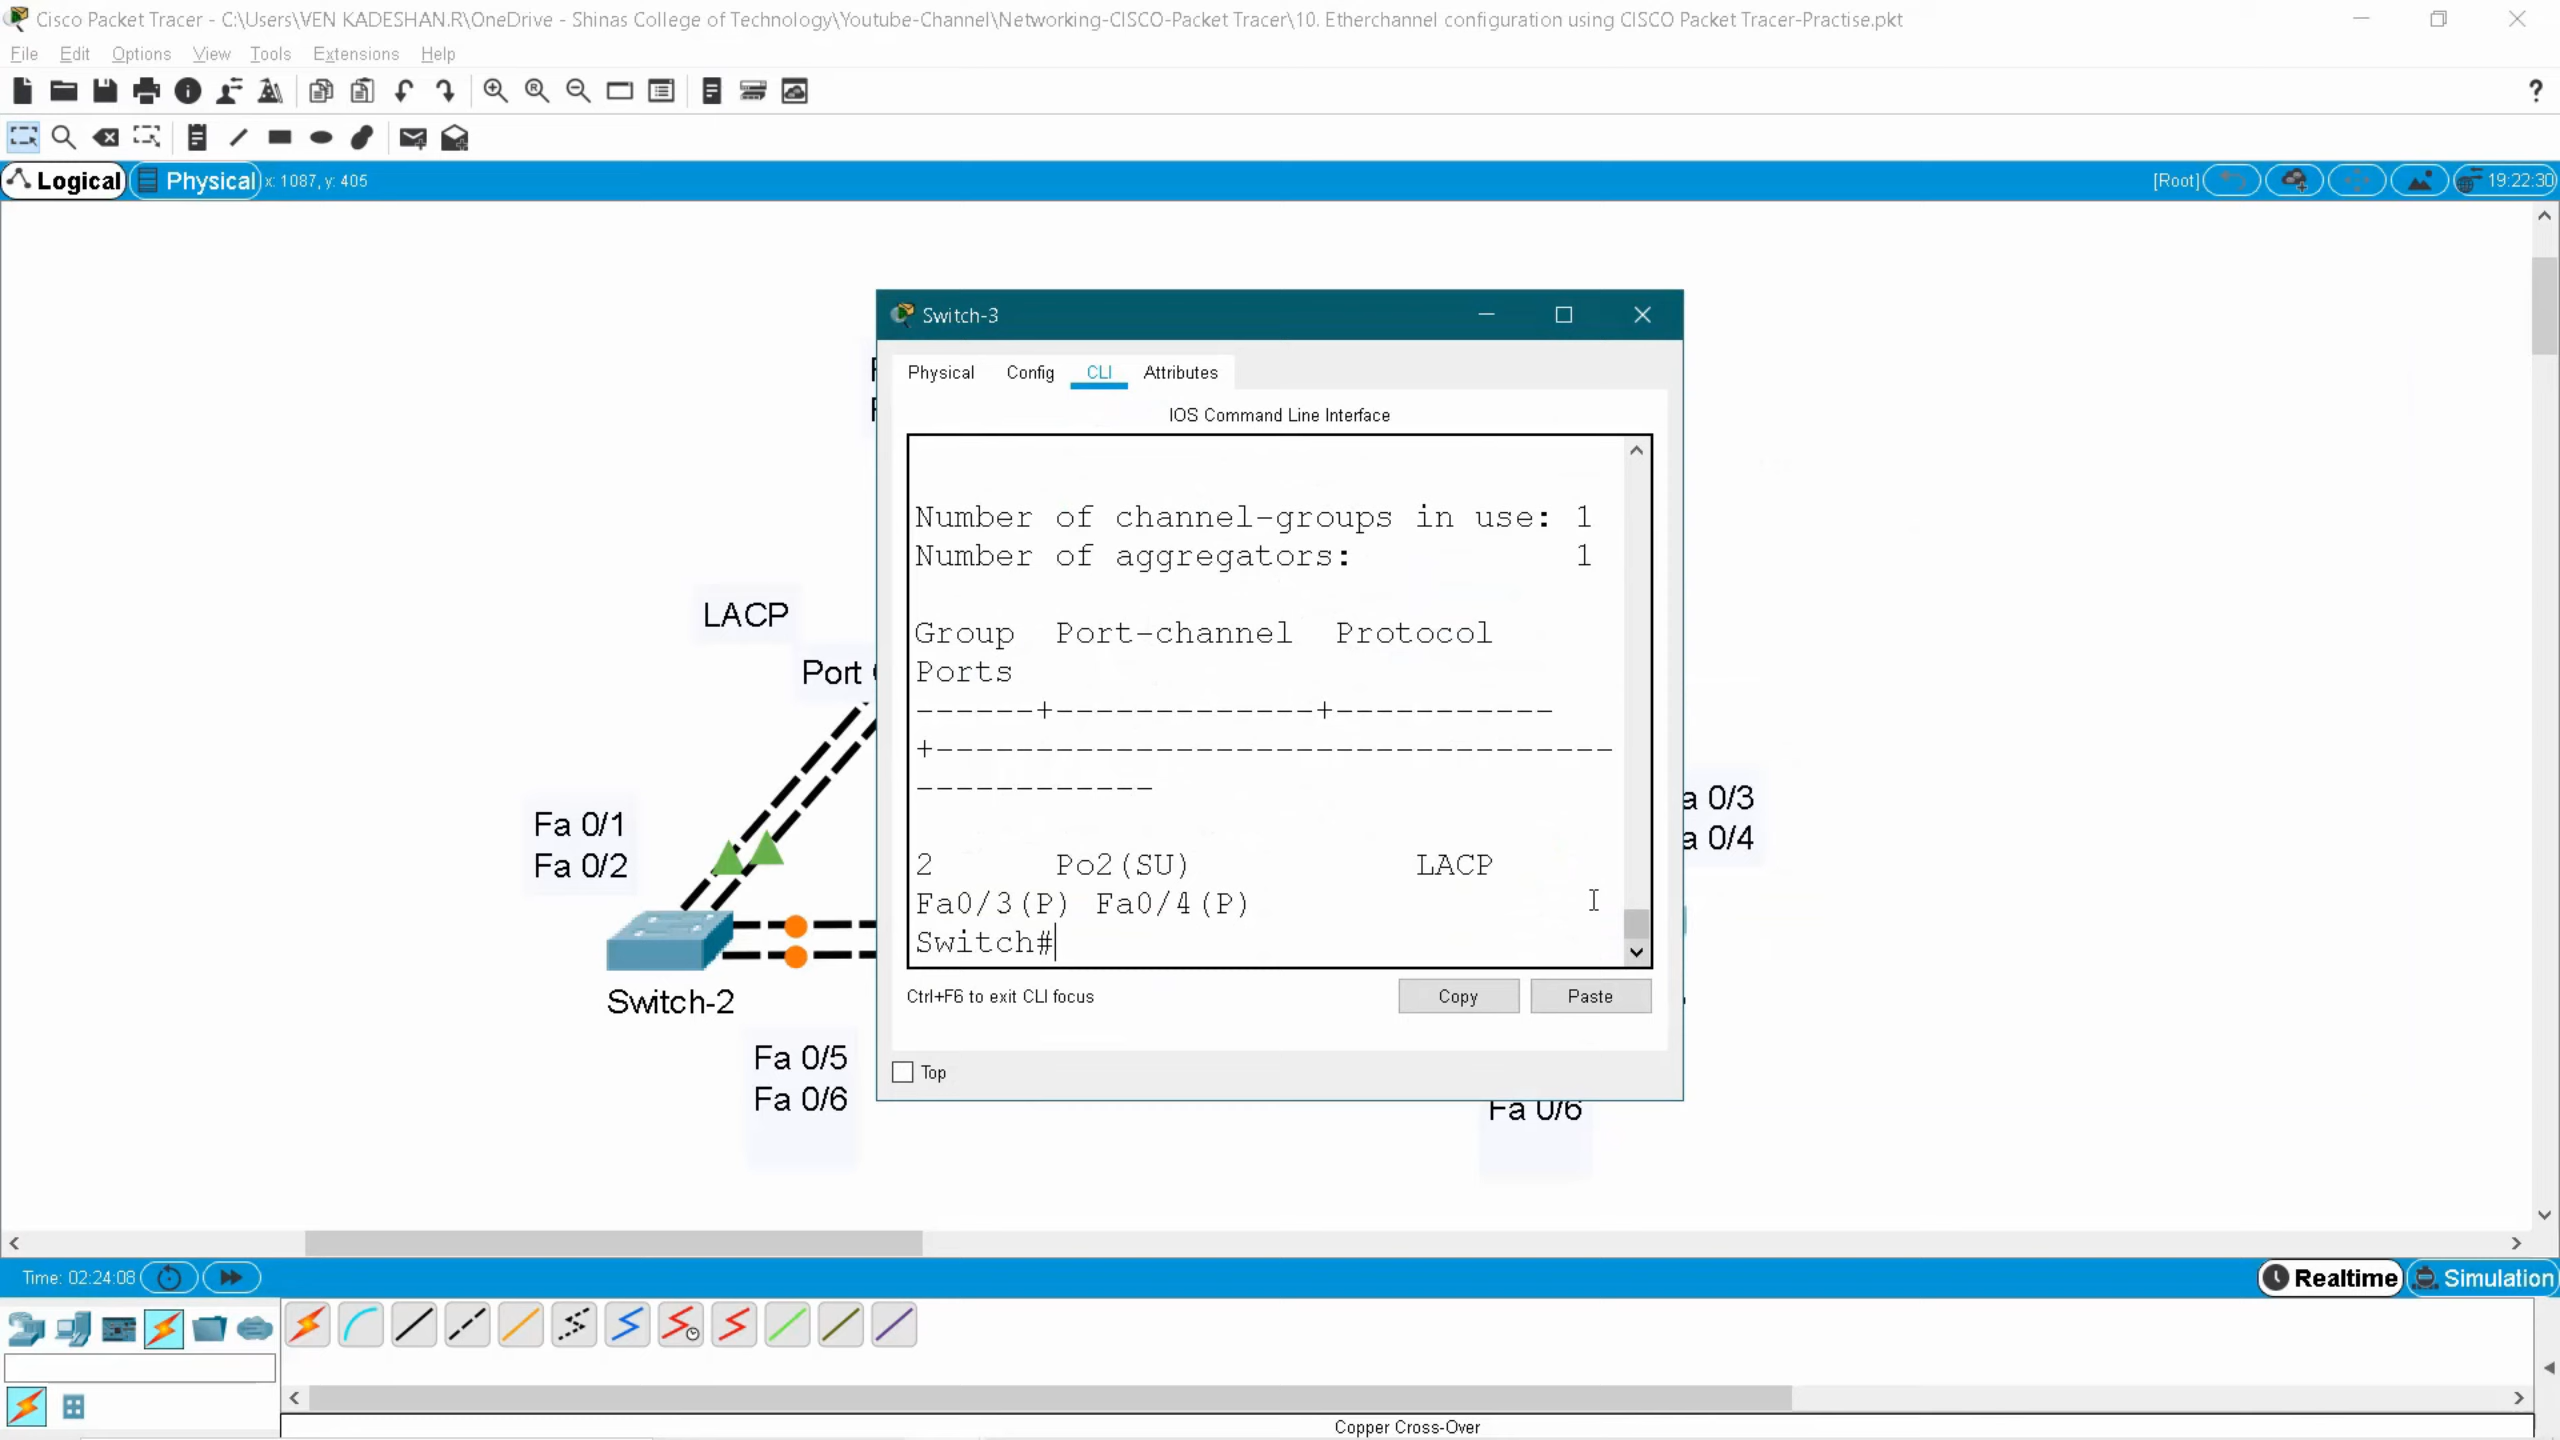 Cisco Packet Tracer - C:\Users\VEN KADESHAN.R\OneDrive - Shinas College of Technology\Youtube-Channel\Networking-CISCO-Packet Tracer\10. Etherchannel configuration using CISCO Packet Tracer-Practise.pkt
File Edit Options View Tools Extensions Help
Logical Physical x: 1087, y: 405 [Root] 19:22:30
Switch-3
Physical Config CLI Attributes
IOS Command Line Interface
Number of channel-groups in use: 1
Number of aggregators: 1
Group Port-channel Protocol
Ports
------+-------------+-----------
+----------------------------------
------------
2 Po2(SU) LACP
Fa0/3(P) Fa0/4(P)
Switch#
Ctrl+F6 to exit CLI focus
Copy Paste
Top
LACP
Port
Fa 0/1
Fa 0/2
Switch-2
Fa 0/5
Fa 0/6
a 0/3
a 0/4
Fa 0/6
Time: 02:24:08
Realtime Simulation
Copper Cross-Over